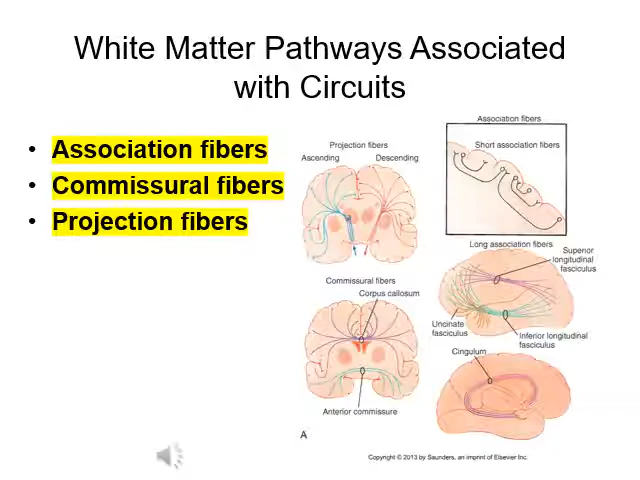 White Matter Pathways Associated
with Circuits
• Association fibers
• Commissural fibers
• Projection fibers
Projection fibers
Ascending Descending
Association fibers
Short association fibers
Long association fibers
Superior
longitudinal
fasciculus
Uncinate
fasciculus
Inferior longitudinal
fasciculus
Commissural fibers
Corpus callosum
Anterior commissure
Cingulum
A
Copyright © 2013 by Saunders, an imprint of Elsevier Inc.